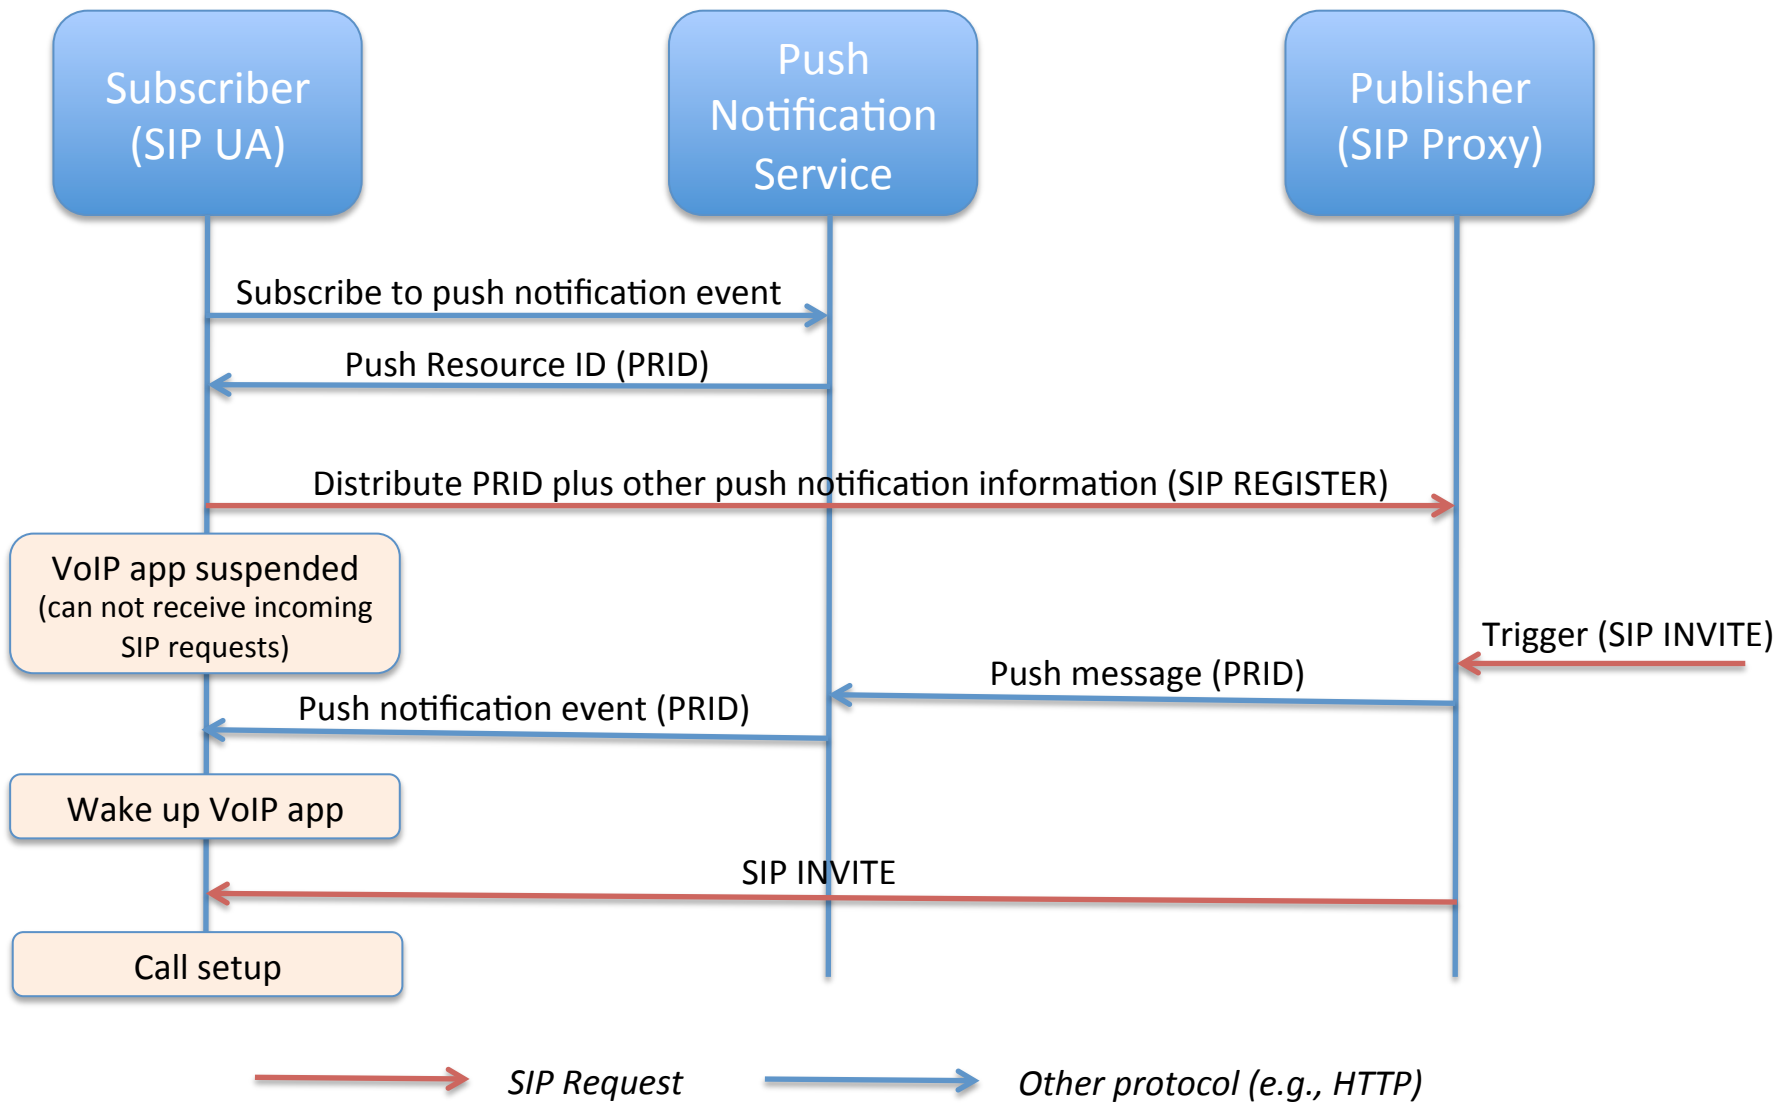 Subscriber
(SIP UA)
Push
Notification
Service
Publisher
(SIP Proxy)
Subscribe to push notification event
Push Resource ID (PRID)
Distribute PRID plus other push notification information (SIP REGISTER)
VoIP app suspended
(can not receive incoming
SIP requests)
Trigger (SIP INVITE)
Push message (PRID)
Push notification event (PRID)
Wake up VoIP app
SIP INVITE
Call setup
SIP Request
Other protocol (e.g., HTTP)